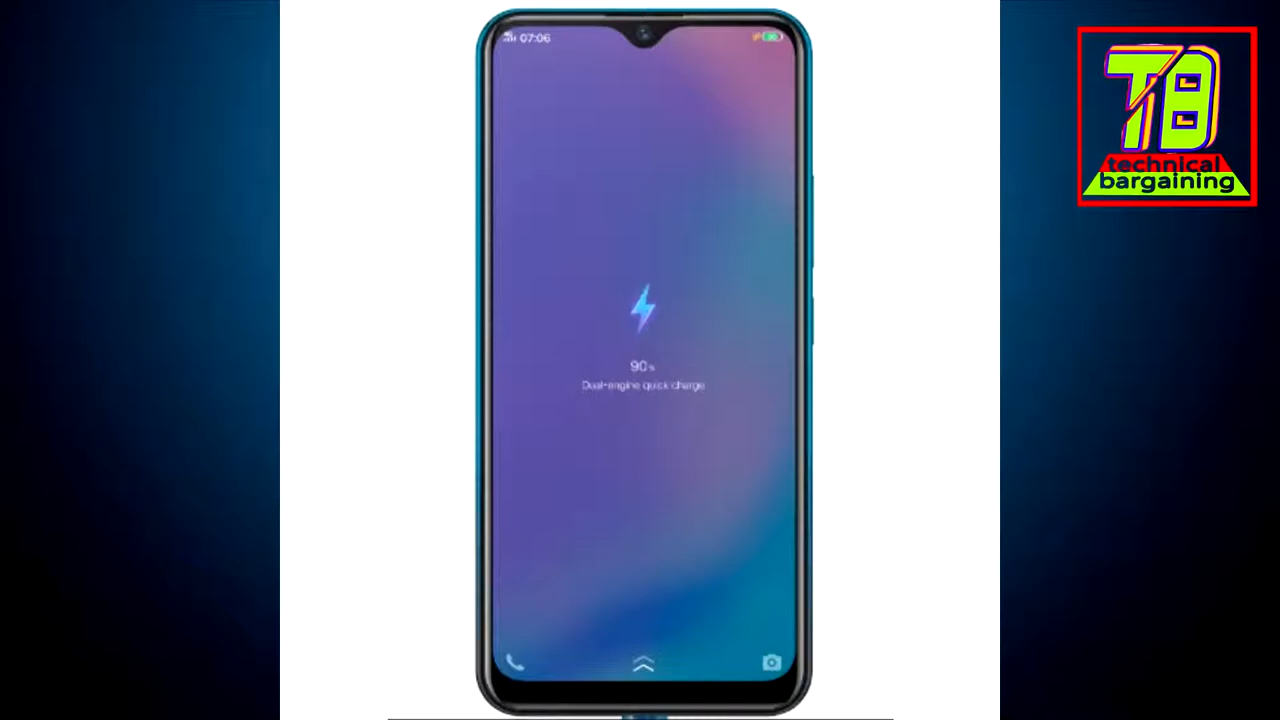 07:06
TB
technical
bargaining
90%
Dual-engine quick charge